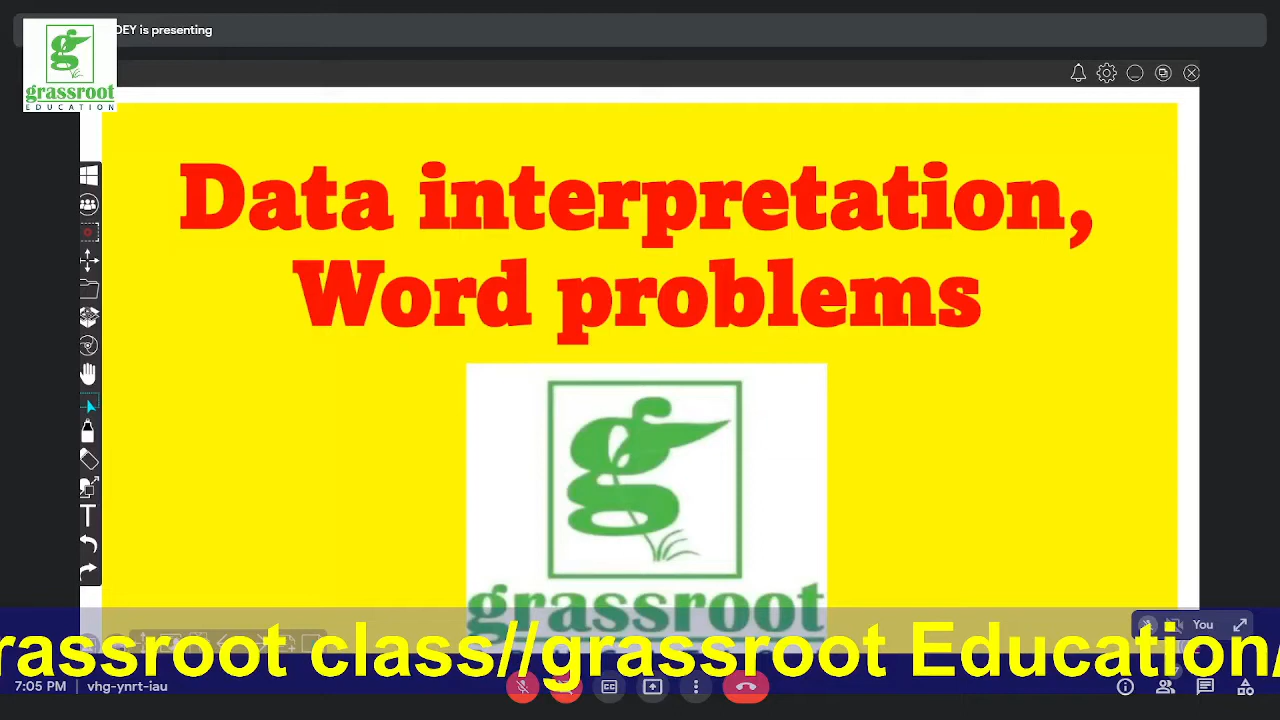 DEY is presenting
grassroot
EDUCATION
Data interpretation,
Word problems
grassroot
You
rassroot class//grassroot Education/
7:05 PM | vhg-ynrt-iau